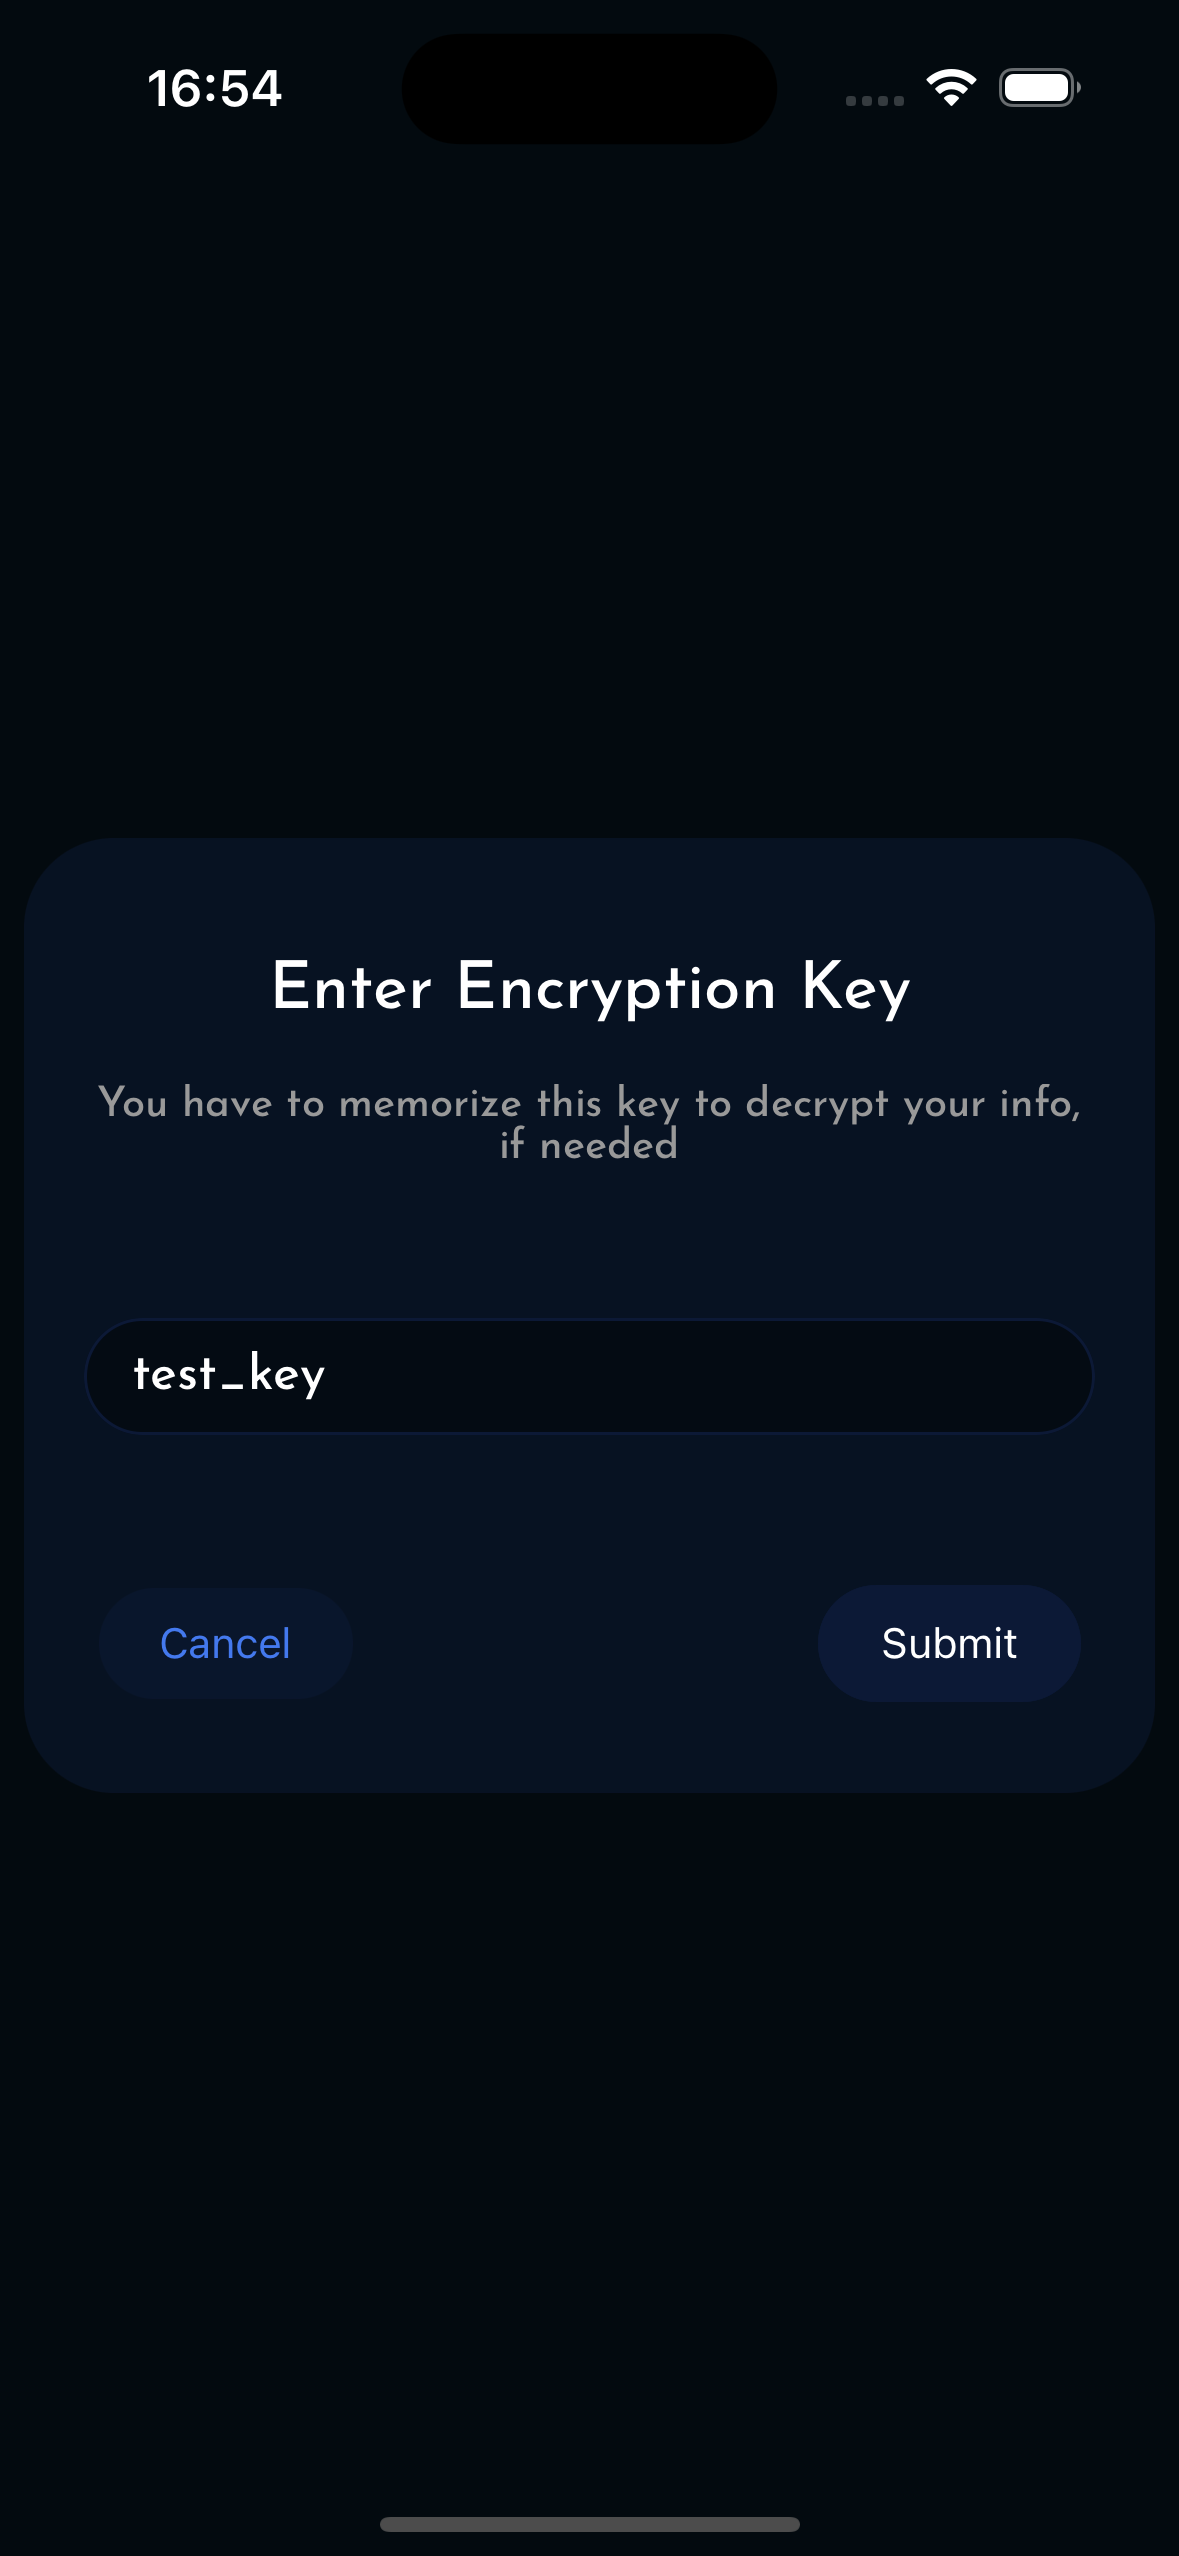 16:54
Enter Encryption Key
You have to memorize this key to decrypt your info,
if needed
test_key
Cancel
Submit